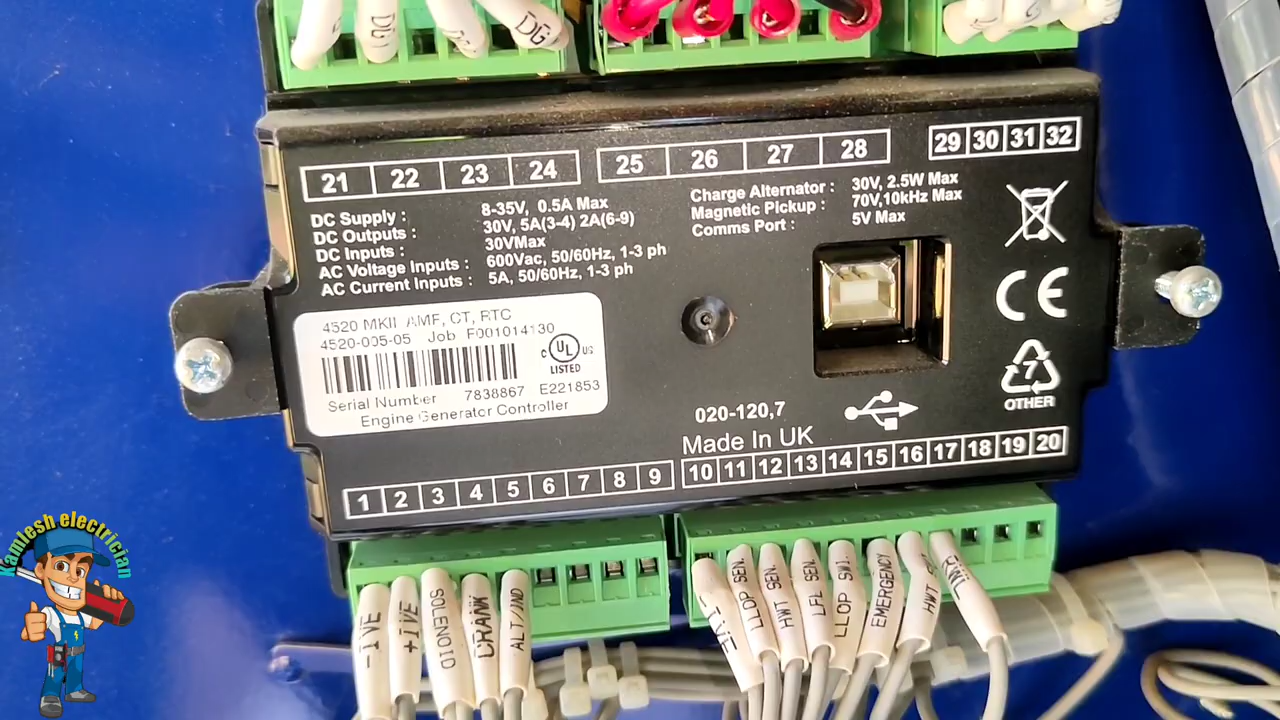 DG
DG
21 22 23 24
25 26 27 28
29 30 31 32
DC Supply : 8-35V, 0.5A Max
DC Outputs : 30V, 5A(3-4) 2A(6-9)
DC Inputs : 30VMax
AC Voltage Inputs : 600Vac, 50/60Hz, 1-3 ph
AC Current Inputs : 5A, 50/60Hz, 1-3 ph
Charge Alternator : 30V, 2.5W Max
Magnetic Pickup : 70V,10kHz Max
Comms Port : 5V Max
CE
4520 MKII AMF, CT, RTC
4520-005-05 Job F001014130
C UL US
LISTED
Serial Number 7838867 E221853
Engine Generator Controller
7
OTHER
020-120,7
Made In UK
1 2 3 4 5 6 7 8 9
10 11 12 13 14 15 16 17 18 19 20
-IVE
+IVE
SOLENOID
CRANK
ALT/IND
-IVE
LLOP SEN.
HWT SEN.
LFL SEN.
LLOP SWI.
EMERGENCY
HWT
Kamlesh electrician